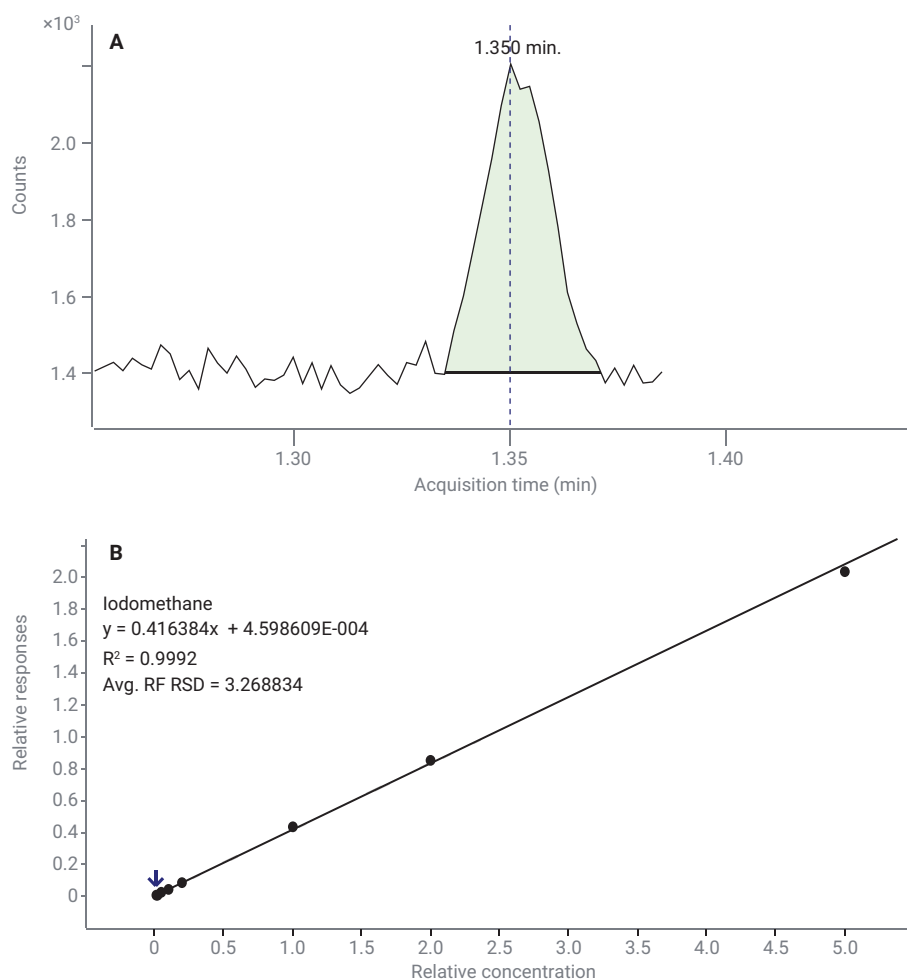 ×10³
A
1.350 min.
2.0
1.8
1.6
1.4
Counts
1.30 1.35 1.40
Acquisition time (min)
B
Iodomethane
y = 0.416384x + 4.598609E-004
R² = 0.9992
Avg. RF RSD = 3.268834
2.0
1.8
1.6
1.4
1.2
1.0
0.8
0.6
0.4
0.2
0
Relative responses
0 0.5 1.0 1.5 2.0 2.5 3.0 3.5 4.0 4.5 5.0
Relative concentration